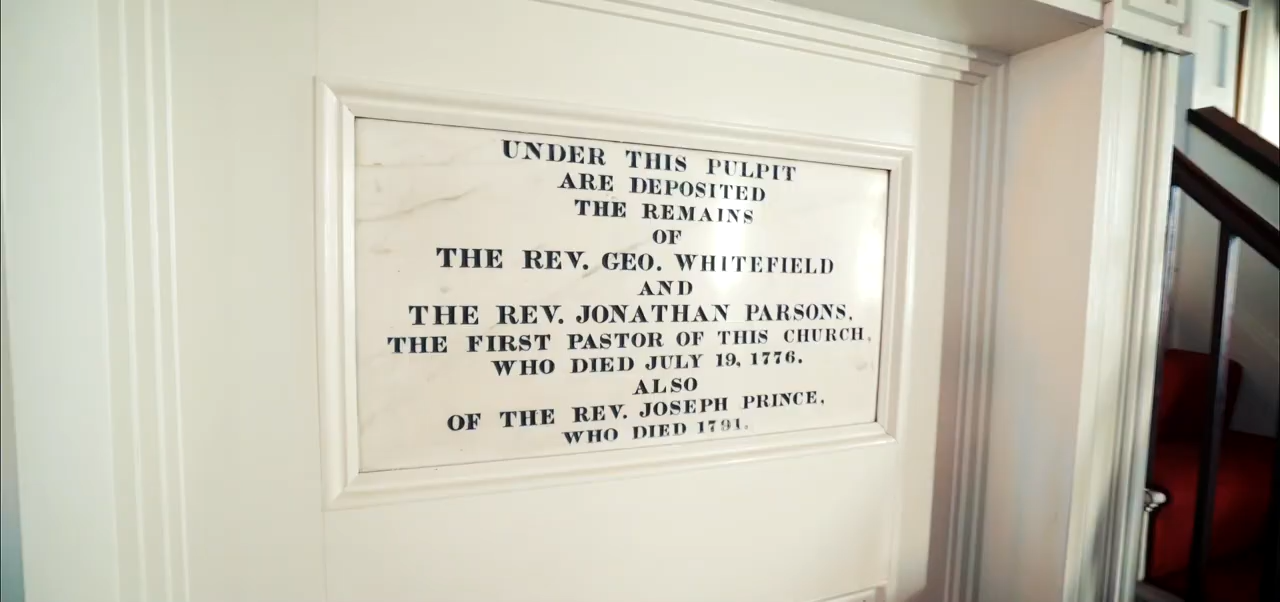 UNDER THIS PULPIT
ARE DEPOSITED
THE REMAINS
OF
THE REV. GEO. WHITEFIELD
AND
THE REV. JONATHAN PARSONS,
THE FIRST PASTOR OF THIS CHURCH,
WHO DIED JULY 19, 1776.
ALSO
OF THE REV. JOSEPH PRINCE,
WHO DIED 1791.